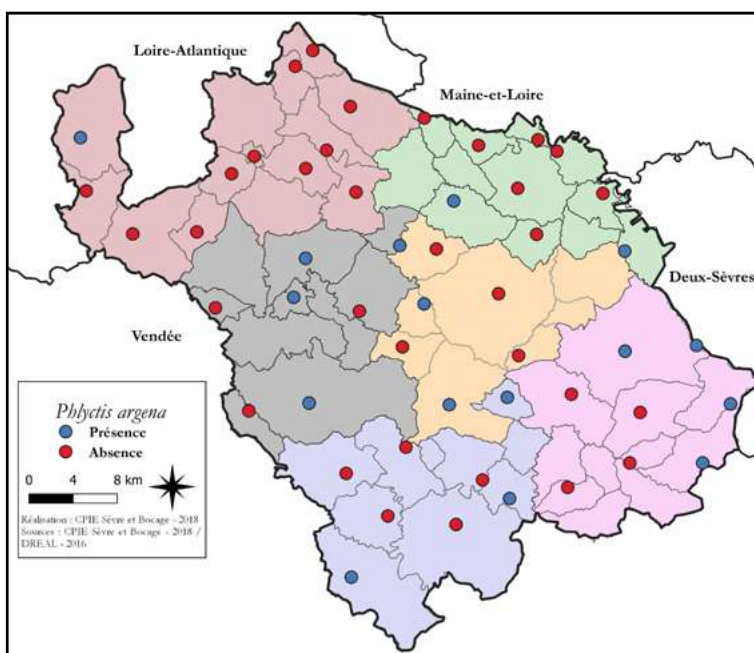 Loire-Atlantique
Maine-et-Loire
Deux-Sèvres
Vendée
Phlyctis argena
Présence
Absence
0 4 8 km
Réalisation : CPIE Sèvre et Bocage - 2018
Sources : CPIE Sèvre et Bocage - 2018 /
DREAL - 2016